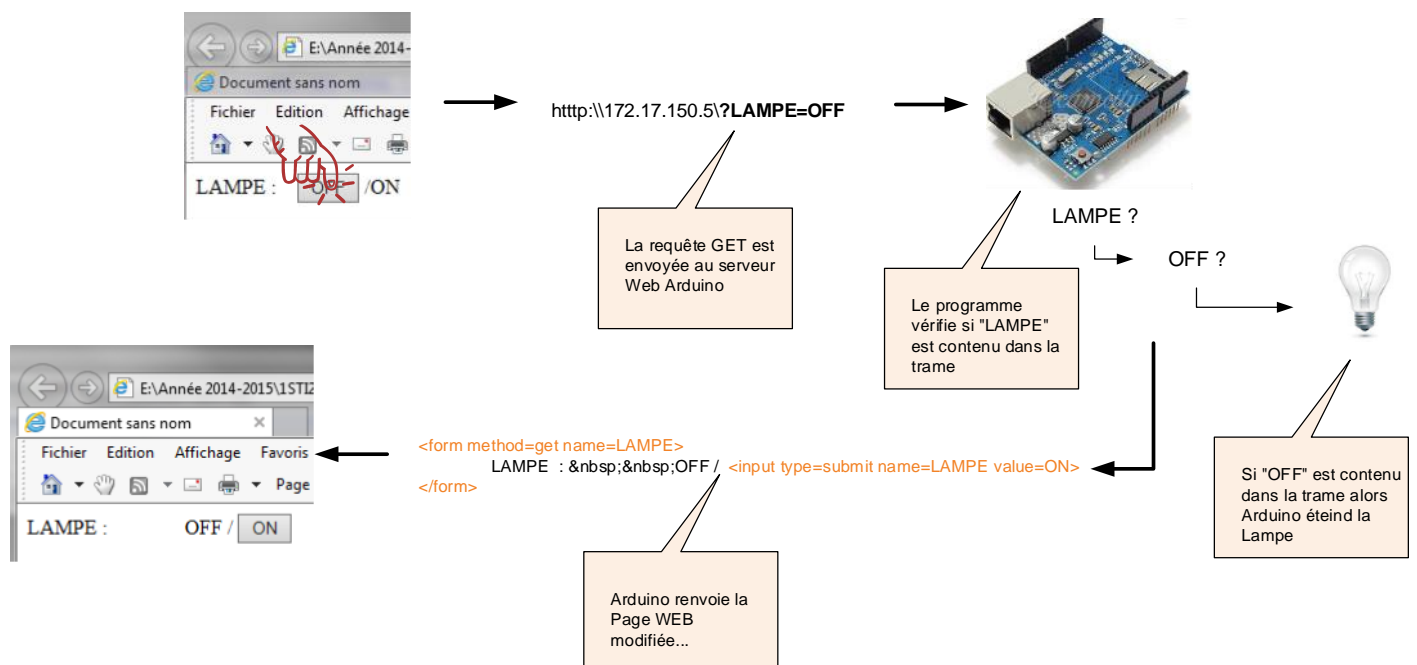 E:\Année 2014-
Document sans nom
Fichier Edition Affichage
LAMPE : OFF /ON
htttp:\\172.17.150.5\?LAMPE=OFF
La requête GET est
envoyée au serveur
Web Arduino
LAMPE ?
OFF ?
Le programme
vérifie si "LAMPE"
est contenu dans la
trame
Si "OFF" est contenu
dans la trame alors
Arduino éteind la
Lampe
<form method=get name=LAMPE>
LAMPE : &nbsp;&nbsp;OFF / <input type=submit name=LAMPE value=ON>
</form>
Arduino renvoie la
Page WEB
modifiée...
E:\Année 2014-2015\1STI2
Document sans nom
Fichier Edition Affichage Favoris
Page
LAMPE : OFF / ON